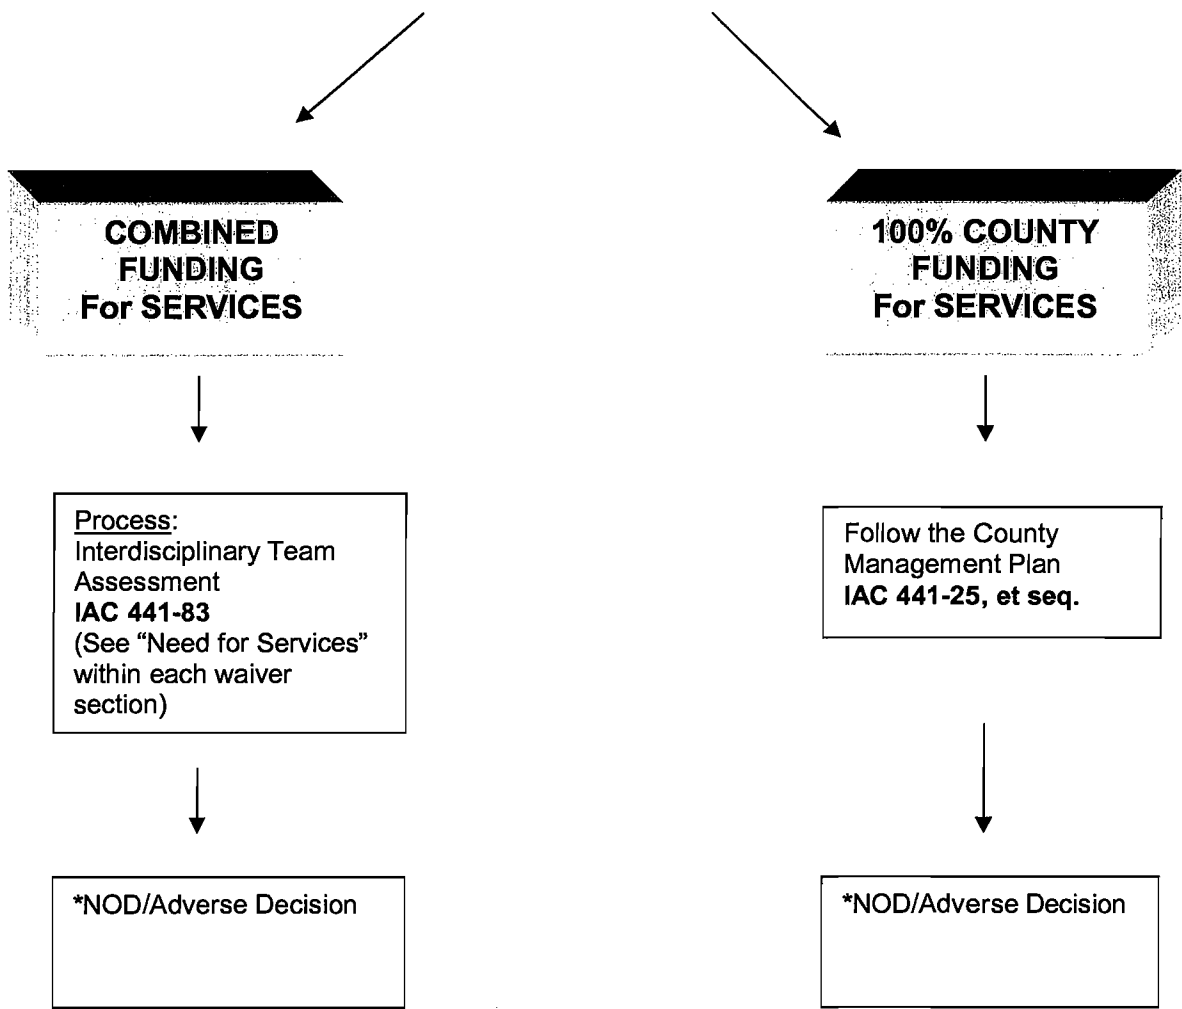 COMBINED
FUNDING
For SERVICES
100% COUNTY
FUNDING
For SERVICES
Process:
Interdisciplinary Team
Assessment
IAC 441-83
(See “Need for Services”
within each waiver
section)
Follow the County
Management Plan
IAC 441-25, et seq.
*NOD/Adverse Decision
*NOD/Adverse Decision